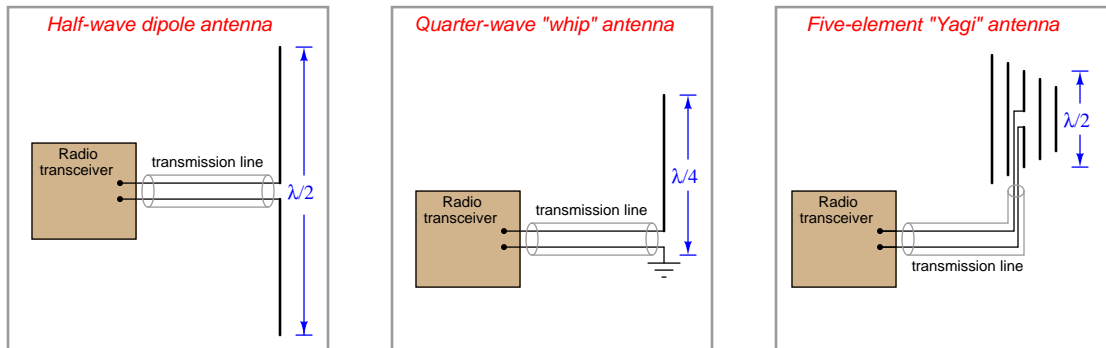 Half-wave dipole antenna
Radio
transceiver
transmission line
λ/2
Quarter-wave "whip" antenna
Radio
transceiver
transmission line
λ/4
Five-element "Yagi" antenna
Radio
transceiver
transmission line
λ/2